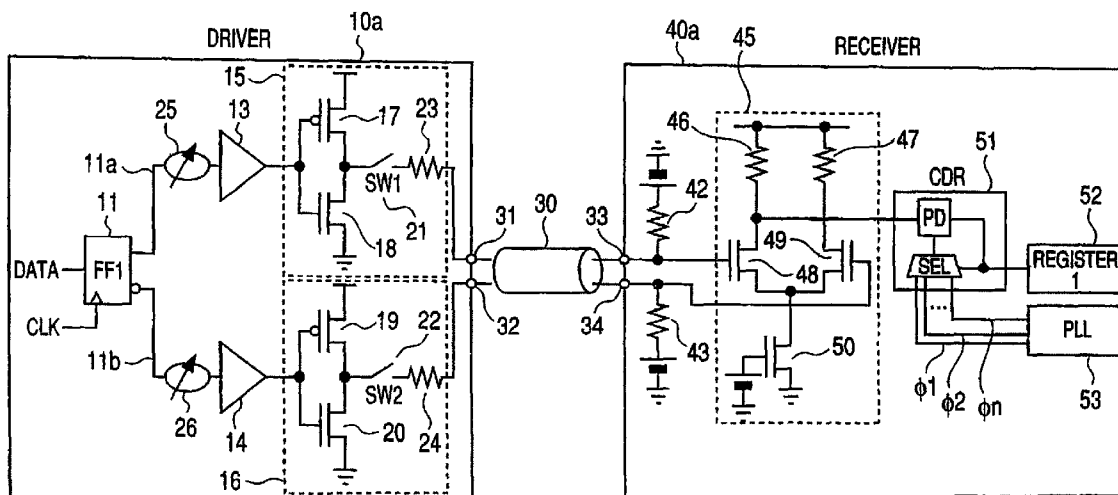 DRIVER
10a
15
25
13
17
23
11a
11
FF1
DATA
CLK
11b
SW1
21
18
31
30
32
19
22
SW2
26
14
20
24
16
40a
RECEIVER
45
46
47
51
42
CDR
52
33
PD
49
48
SEL
REGISTER
1
34
43
50
PLL
53
ϕ1
ϕ2
ϕn